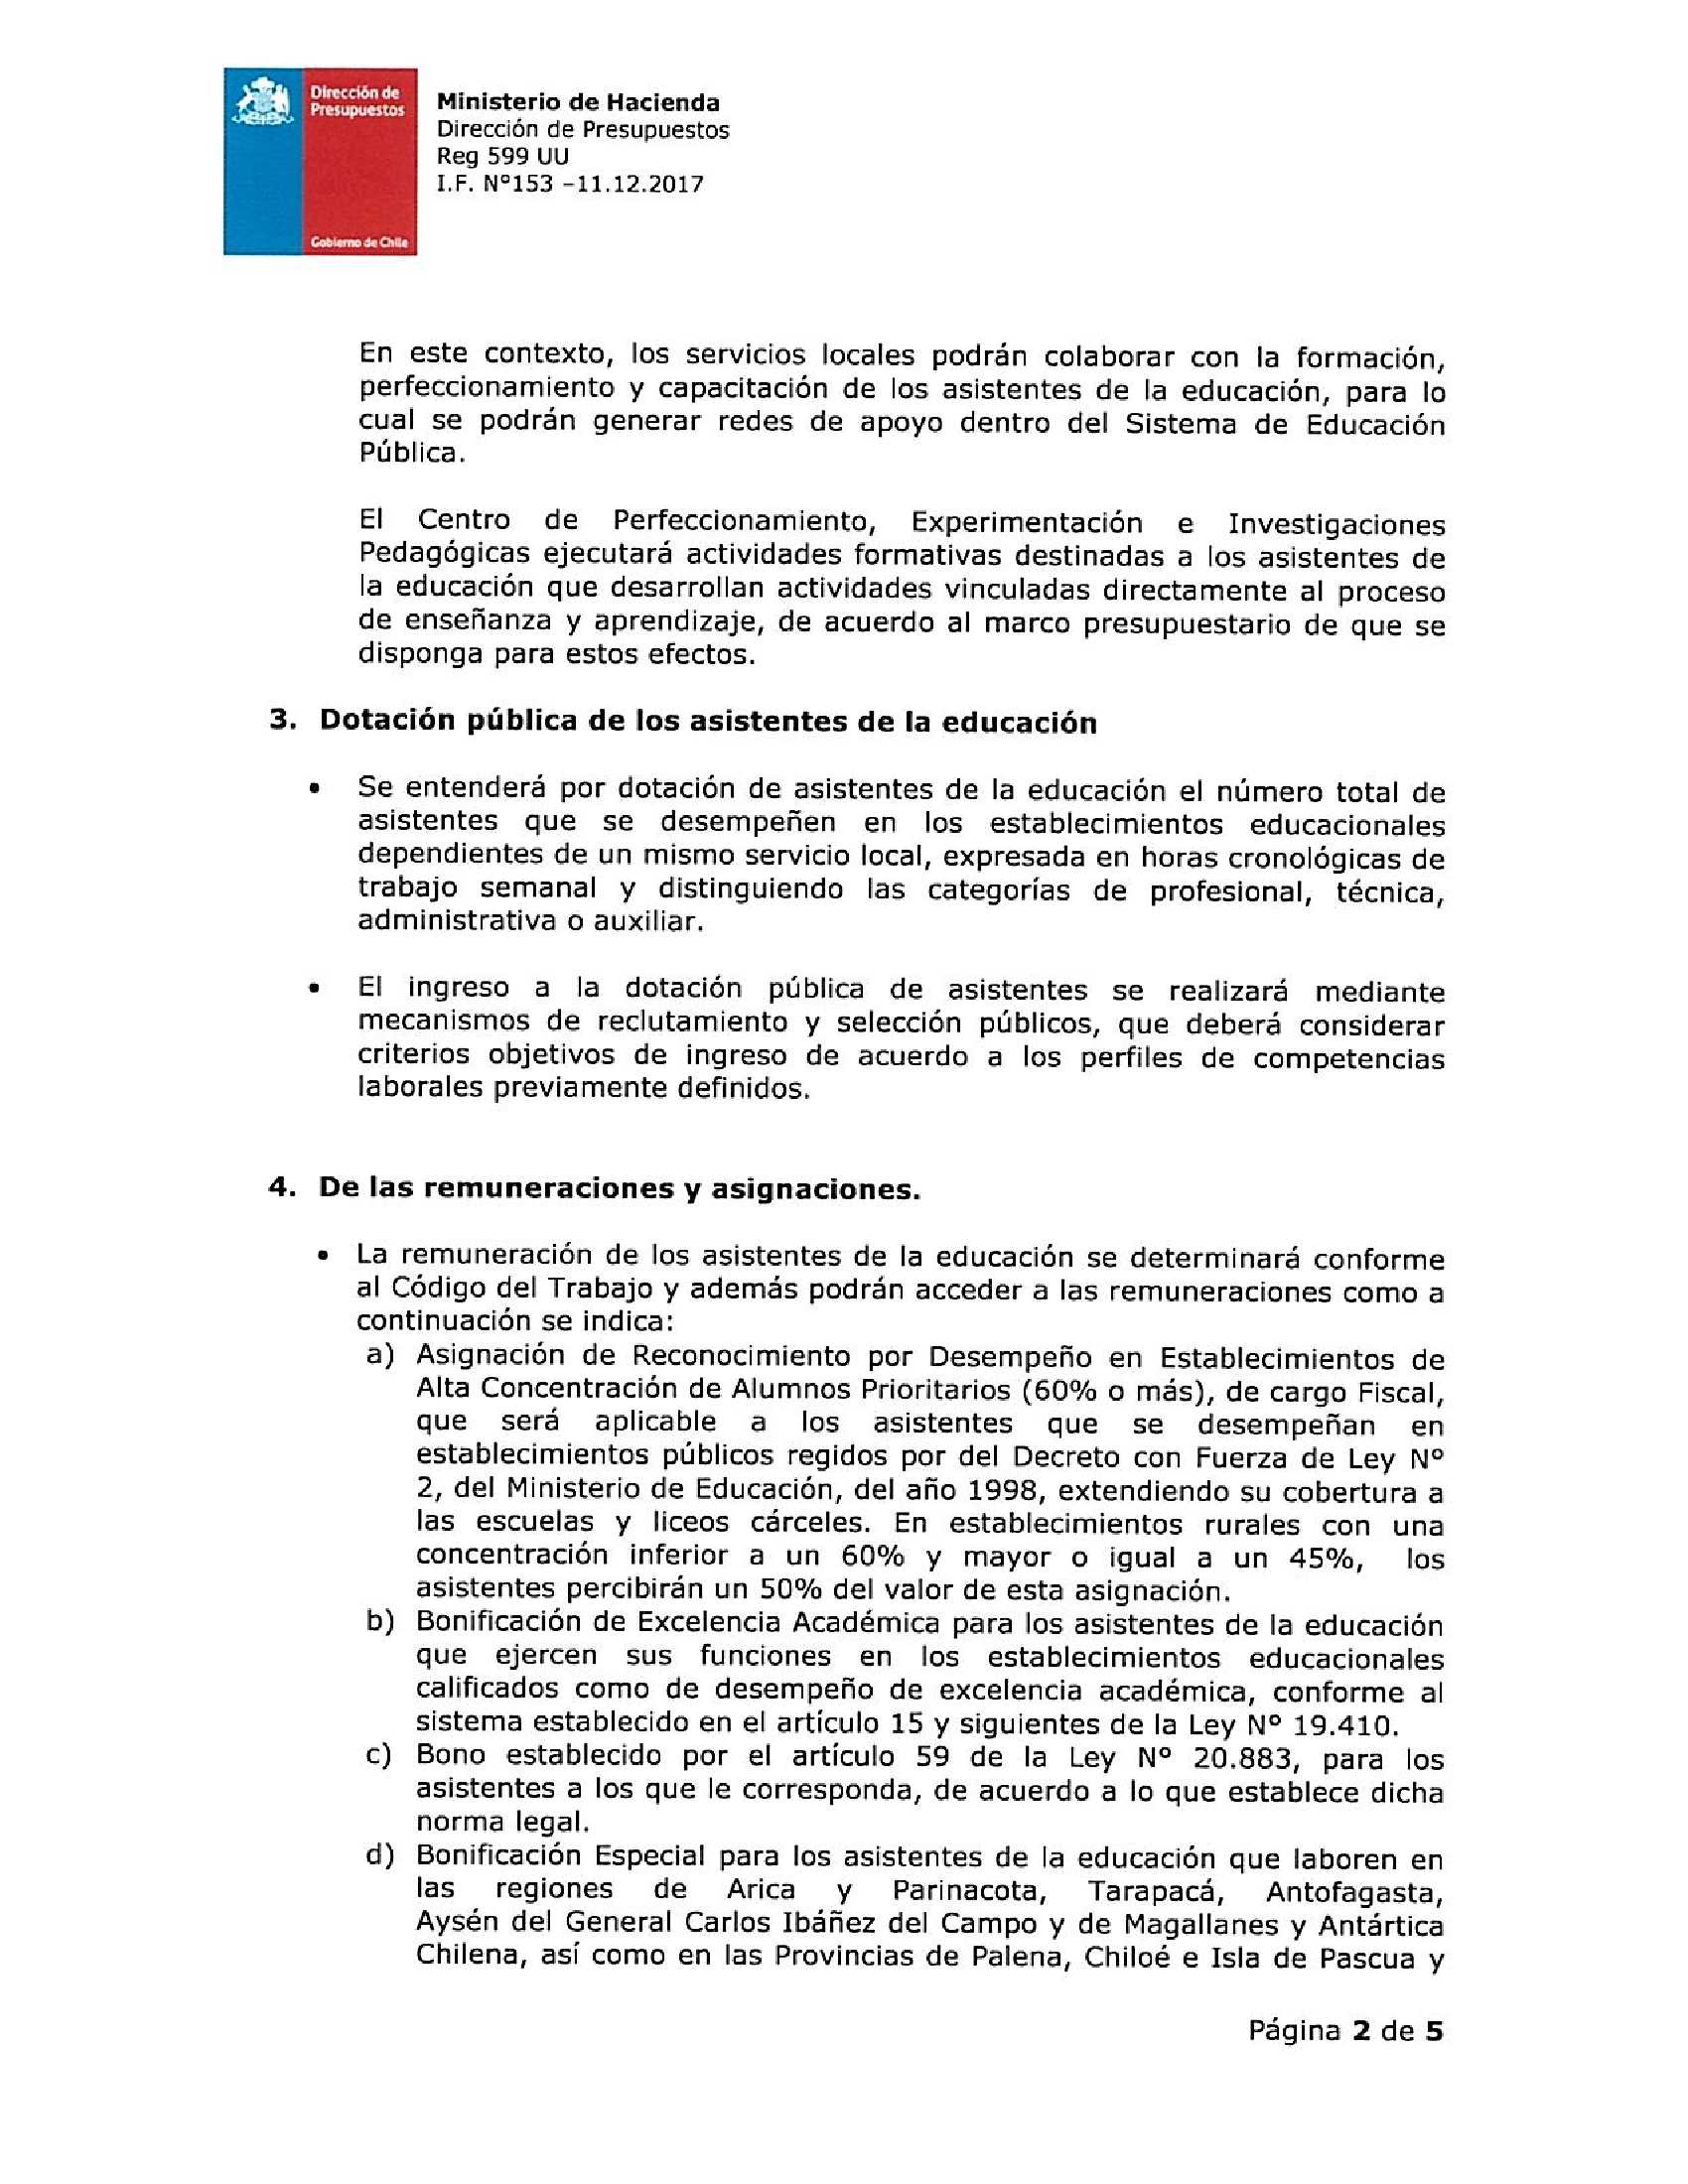 Dirección de
Presupuestos
Gobierno de Chile
Ministerio de Hacienda
Dirección de Presupuestos
Reg 599 UU
I.F. N°153 –11.12.2017
En este contexto, los servicios locales podrán colaborar con la formación,
perfeccionamiento y capacitación de los asistentes de la educación, para lo
cual se podrán generar redes de apoyo dentro del Sistema de Educación
Pública.
El Centro de Perfeccionamiento, Experimentación e Investigaciones
Pedagógicas ejecutará actividades formativas destinadas a los asistentes de
la educación que desarrollan actividades vinculadas directamente al proceso
de enseñanza y aprendizaje, de acuerdo al marco presupuestario de que se
disponga para estos efectos.
3. Dotación pública de los asistentes de la educación
• Se entenderá por dotación de asistentes de la educación el número total de
asistentes que se desempeñen en los establecimientos educacionales
dependientes de un mismo servicio local, expresada en horas cronológicas de
trabajo semanal y distinguiendo las categorías de profesional, técnica,
administrativa o auxiliar.
• El ingreso a la dotación pública de asistentes se realizará mediante
mecanismos de reclutamiento y selección públicos, que deberá considerar
criterios objetivos de ingreso de acuerdo a los perfiles de competencias
laborales previamente definidos.
4. De las remuneraciones y asignaciones.
• La remuneración de los asistentes de la educación se determinará conforme
al Código del Trabajo y además podrán acceder a las remuneraciones como a
continuación se indica:
a) Asignación de Reconocimiento por Desempeño en Establecimientos de
Alta Concentración de Alumnos Prioritarios (60% o más), de cargo Fiscal,
que será aplicable a los asistentes que se desempeñan en
establecimientos públicos regidos por del Decreto con Fuerza de Ley Nº
2, del Ministerio de Educación, del año 1998, extendiendo su cobertura a
las escuelas y liceos cárceles. En establecimientos rurales con una
concentración inferior a un 60% y mayor o igual a un 45%, los
asistentes percibirán un 50% del valor de esta asignación.
b) Bonificación de Excelencia Académica para los asistentes de la educación
que ejercen sus funciones en los establecimientos educacionales
calificados como de desempeño de excelencia académica, conforme al
sistema establecido en el artículo 15 y siguientes de la Ley Nº 19.410.
c) Bono establecido por el artículo 59 de la Ley Nº 20.883, para los
asistentes a los que le corresponda, de acuerdo a lo que establece dicha
norma legal.
d) Bonificación Especial para los asistentes de la educación que laboren en
las regiones de Arica y Parinacota, Tarapacá, Antofagasta,
Aysén del General Carlos Ibáñez del Campo y de Magallanes y Antártica
Chilena, así como en las Provincias de Palena, Chiloé e Isla de Pascua y
Página 2 de 5